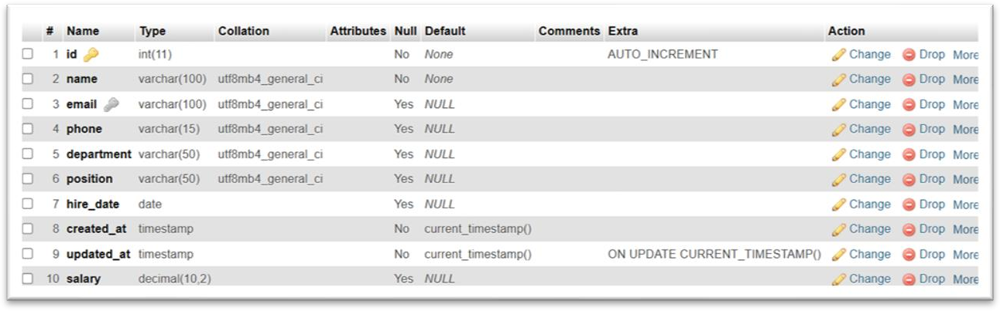 # Name Type Collation Attributes Null Default Comments Extra Action
1 id int(11) No None AUTO_INCREMENT Change Drop More
2 name varchar(100) utf8mb4_general_ci No None Change Drop More
3 email varchar(100) utf8mb4_general_ci Yes NULL Change Drop More
4 phone varchar(15) utf8mb4_general_ci Yes NULL Change Drop More
5 department varchar(50) utf8mb4_general_ci Yes NULL Change Drop More
6 position varchar(50) utf8mb4_general_ci Yes NULL Change Drop More
7 hire_date date Yes NULL Change Drop More
8 created_at timestamp No current_timestamp() Change Drop More
9 updated_at timestamp No current_timestamp() ON UPDATE CURRENT_TIMESTAMP() Change Drop More
10 salary decimal(10,2) Yes NULL Change Drop More